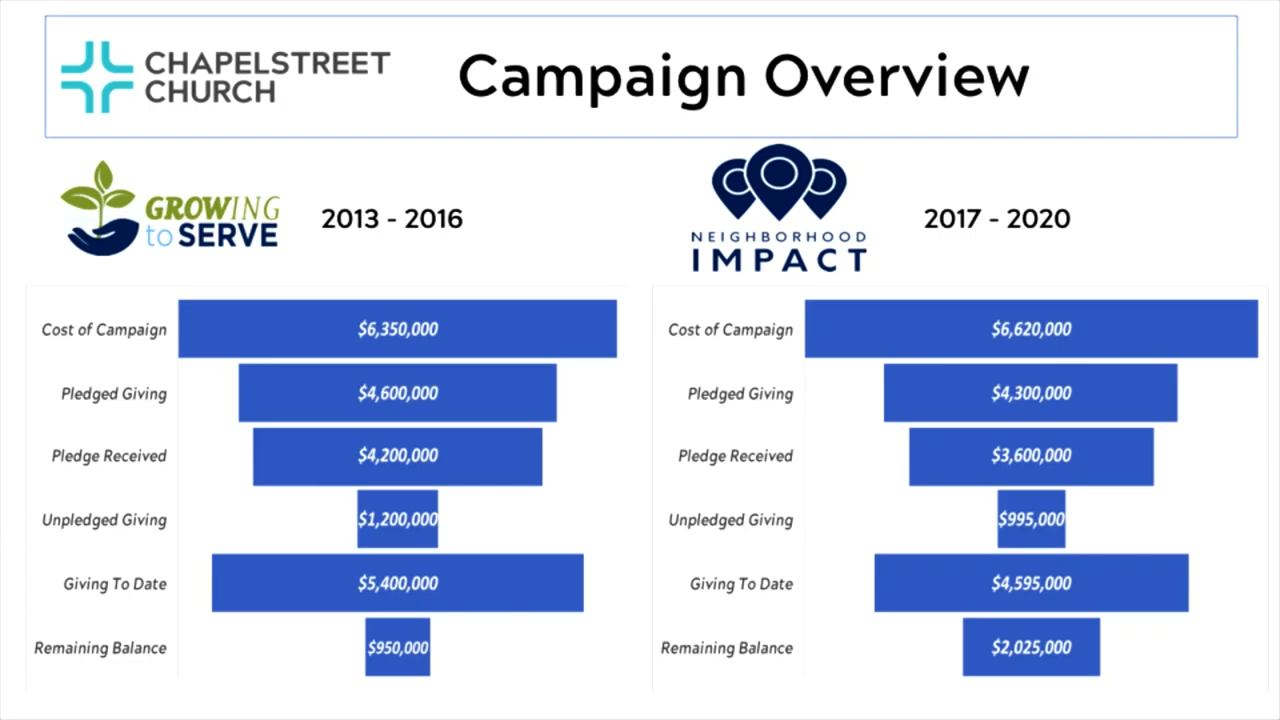 CHAPELSTREET
CHURCH
Campaign Overview
GROWING
to SERVE
2013 - 2016
NEIGHBORHOOD
IMPACT
2017 - 2020
Cost of Campaign $6,350,000
Pledged Giving $4,600,000
Pledge Received $4,200,000
Unpledged Giving $1,200,000
Giving To Date $5,400,000
Remaining Balance $950,000
Cost of Campaign $6,620,000
Pledged Giving $4,300,000
Pledge Received $3,600,000
Unpledged Giving $995,000
Giving To Date $4,595,000
Remaining Balance $2,025,000